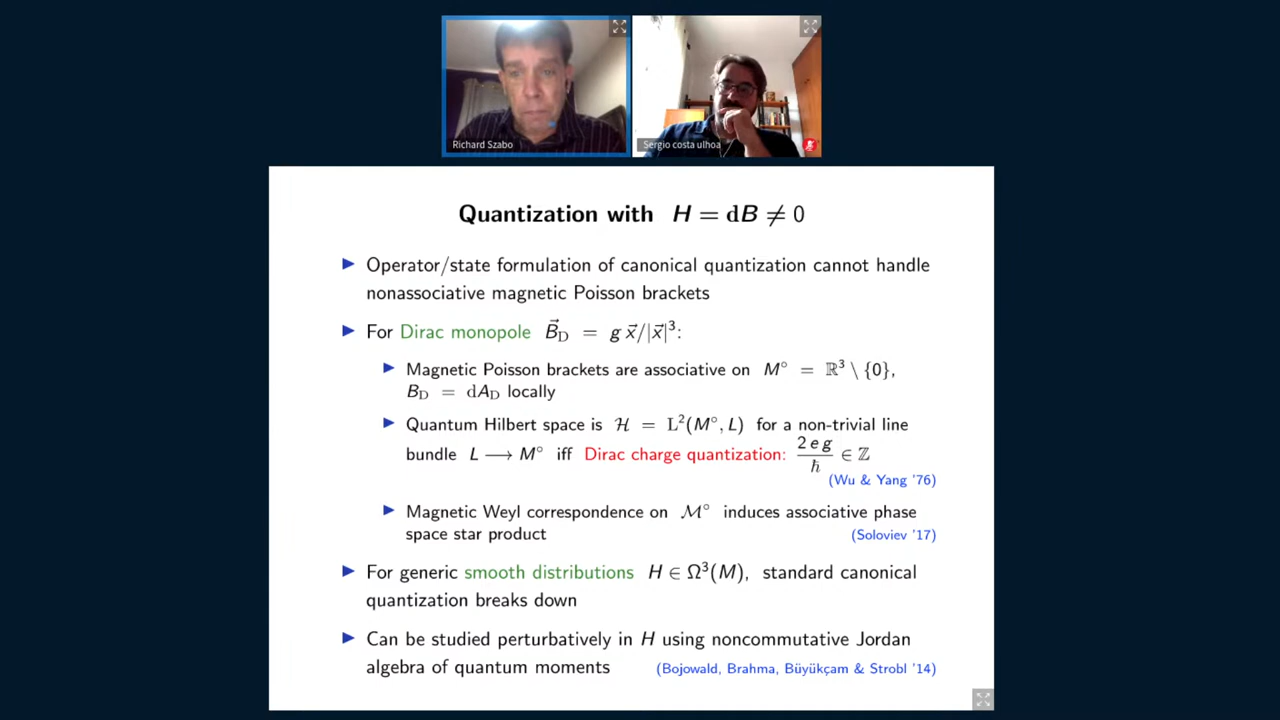 Richard Szabo
Sergio costa ulhoa
Quantization with H = dB ≠ 0
Operator/state formulation of canonical quantization cannot handle
nonassociative magnetic Poisson brackets
For Dirac monopole B⃗_D = g x⃗/|x⃗|³:
Magnetic Poisson brackets are associative on M° = ℝ³ \ {0},
B_D = dA_D locally
Quantum Hilbert space is ℋ = L²(M°, L) for a non-trivial line
bundle L ⟶ M° iff Dirac charge quantization: 2 e g / ℏ ∈ ℤ
(Wu & Yang '76)
Magnetic Weyl correspondence on ℳ° induces associative phase
space star product (Soloviev '17)
For generic smooth distributions H ∈ Ω³(M), standard canonical
quantization breaks down
Can be studied perturbatively in H using noncommutative Jordan
algebra of quantum moments (Bojowald, Brahma, Büyükçam & Strobl '14)